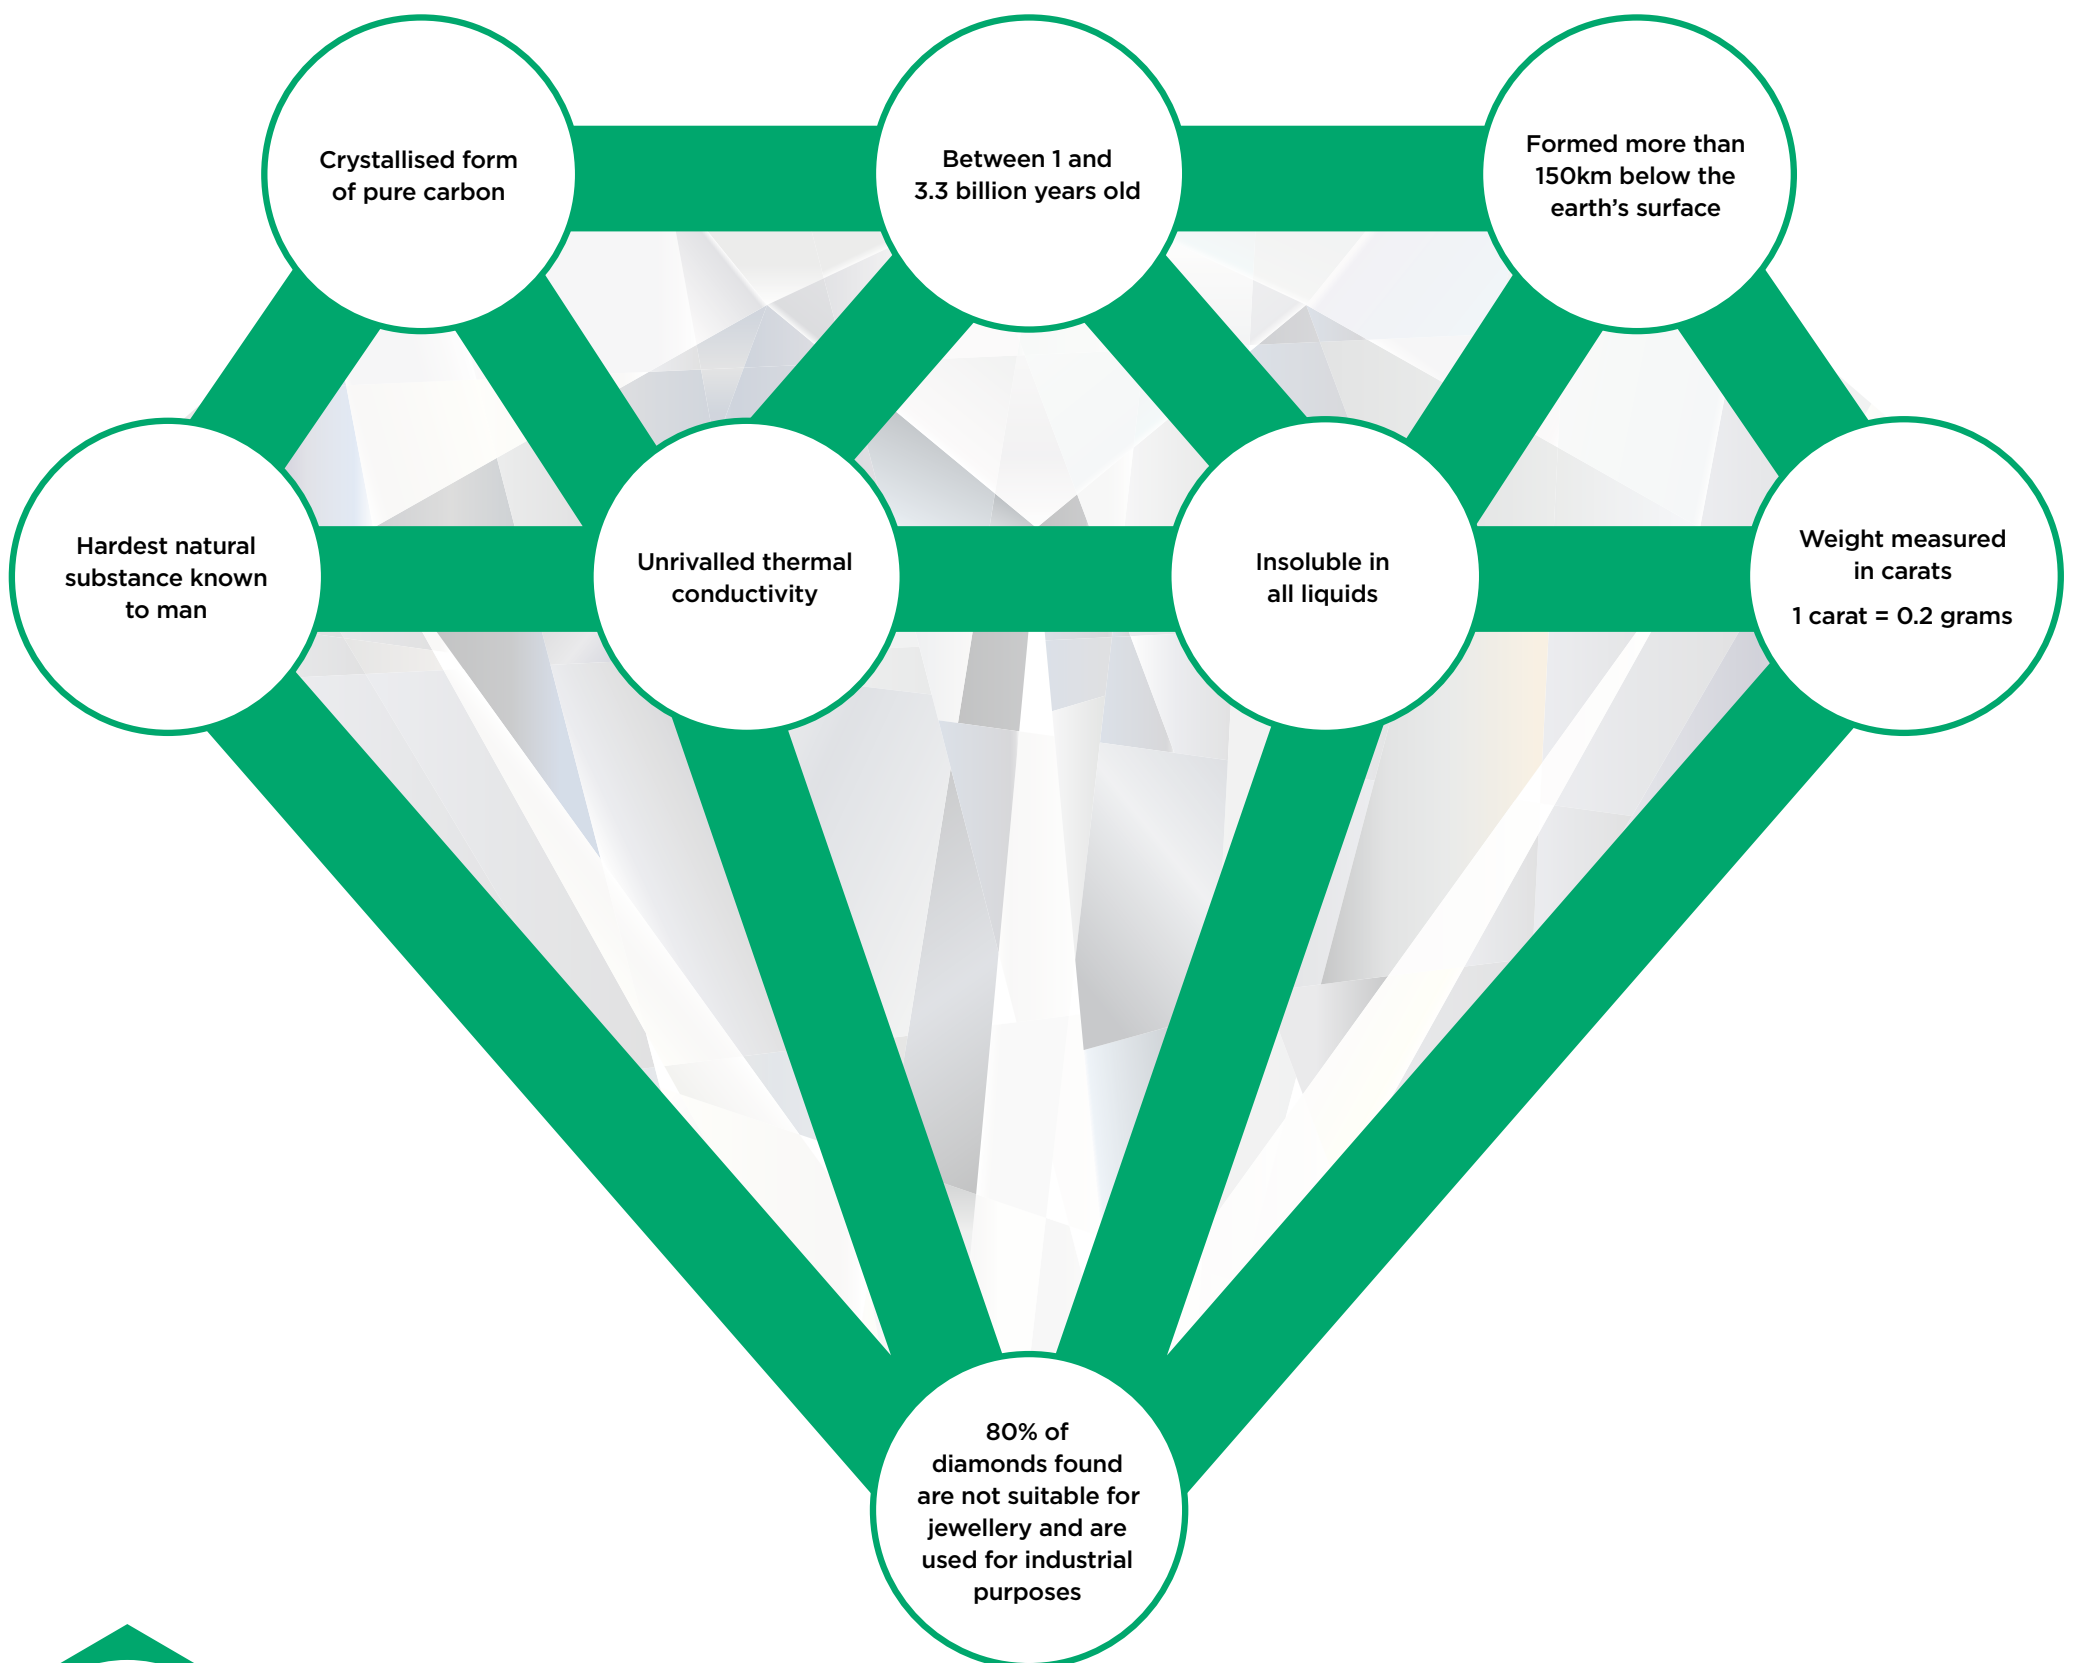 Crystallised form
of pure carbon
Between 1 and
3.3 billion years old
Formed more than
150km below the
earth’s surface
Hardest natural
substance known
to man
Unrivalled thermal
conductivity
Insoluble in
all liquids
Weight measured
in carats
1 carat = 0.2 grams
80% of
diamonds found
are not suitable for
jewellery and are
used for industrial
purposes